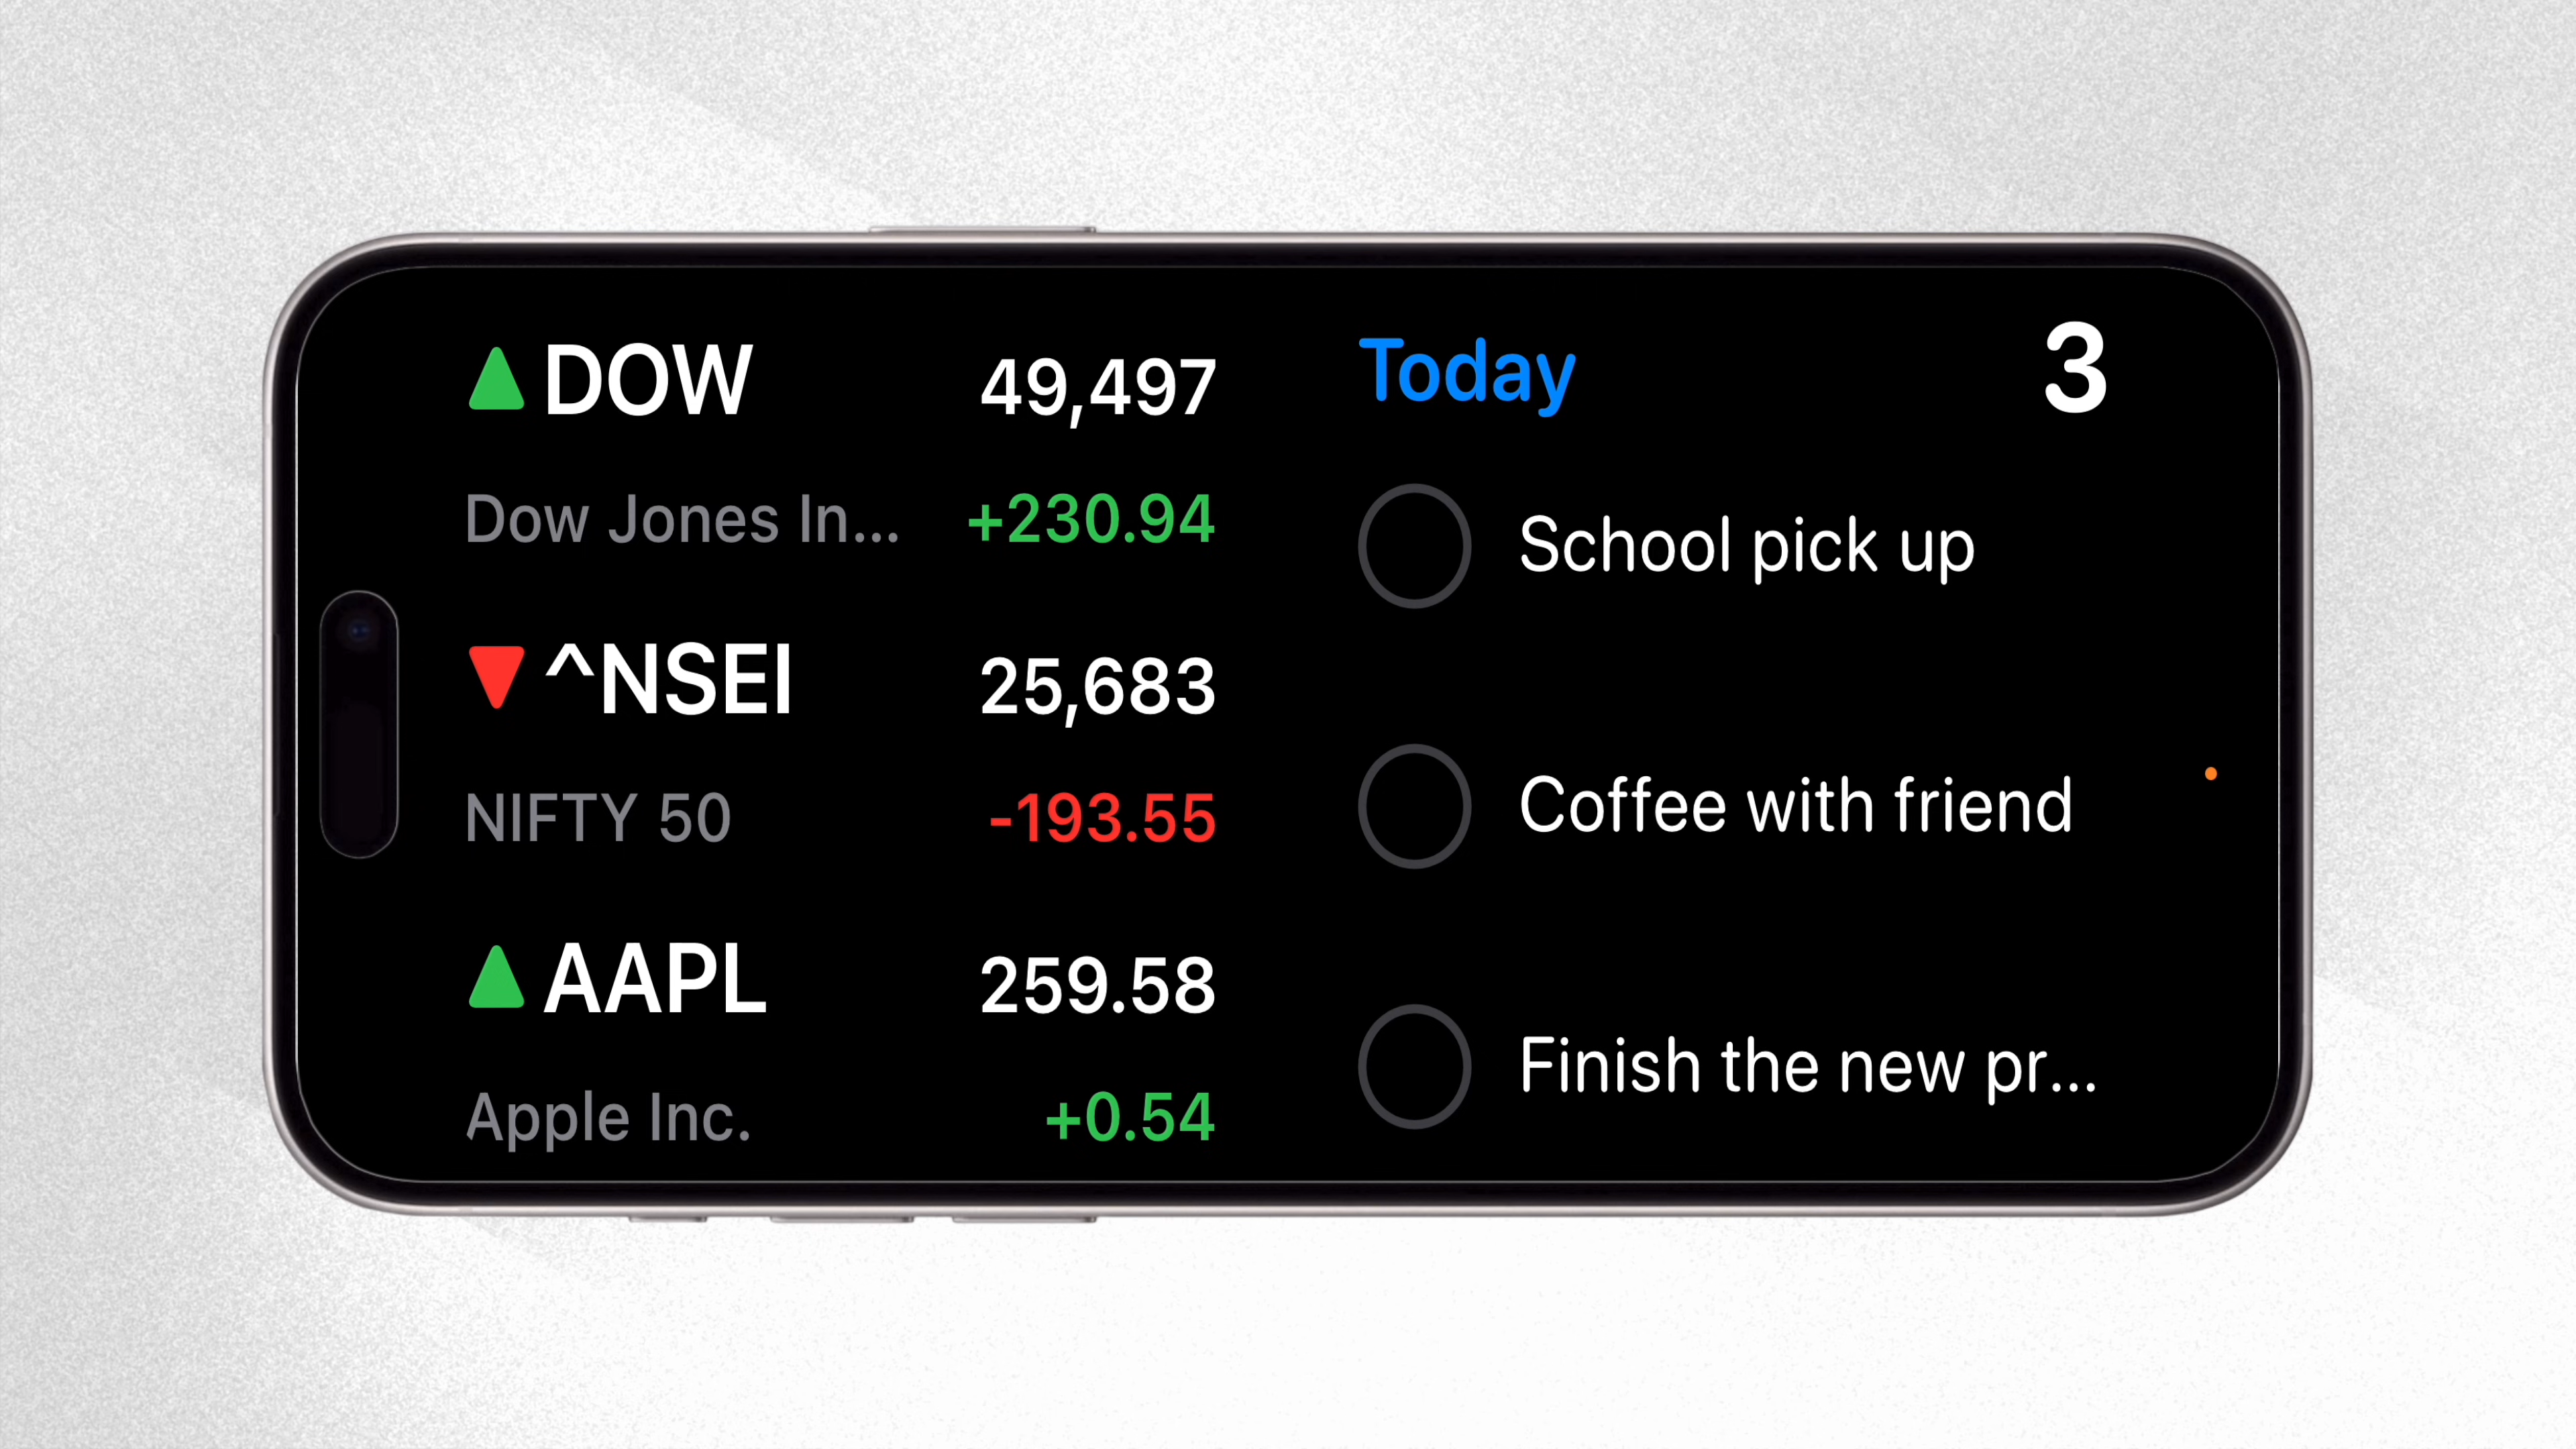 DOW 49,497
Dow Jones In... +230.94
^NSEI 25,683
NIFTY 50 -193.55
AAPL 259.58
Apple Inc. +0.54
Today 3
School pick up
Coffee with friend
Finish the new pr...